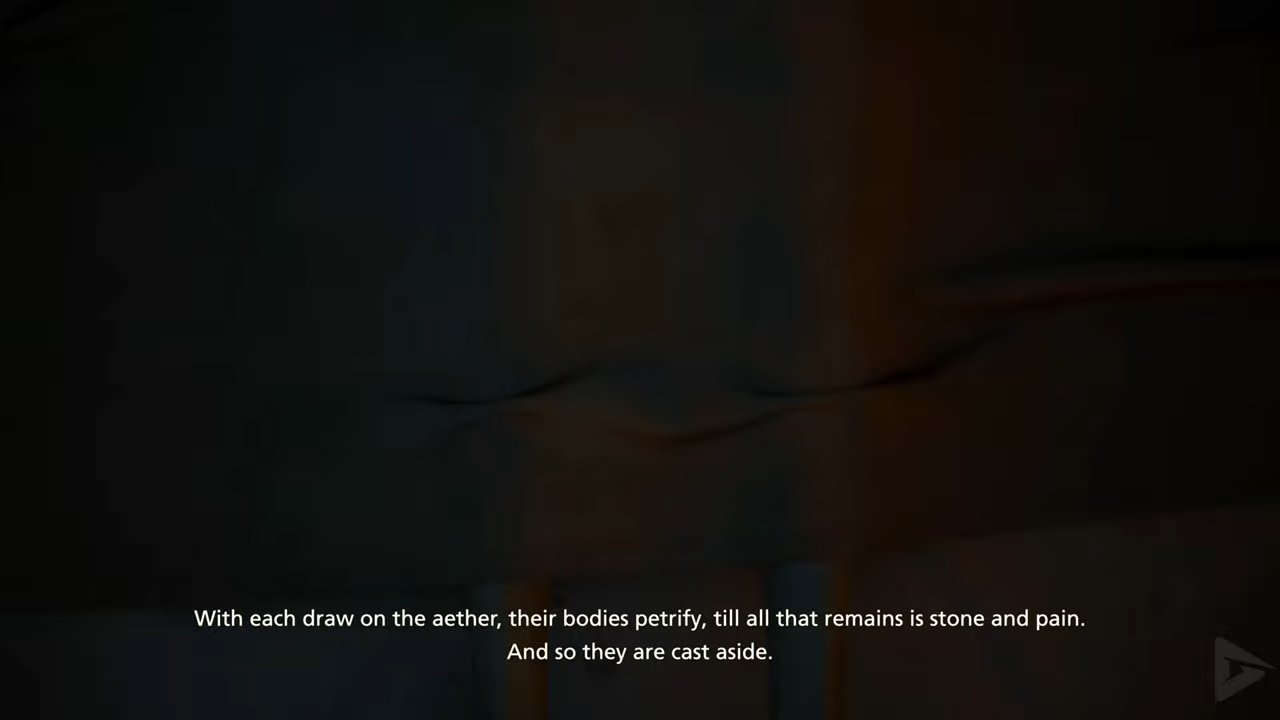 With each draw on the aether, their bodies petrify, till all that remains is stone and pain.
And so they are cast aside.